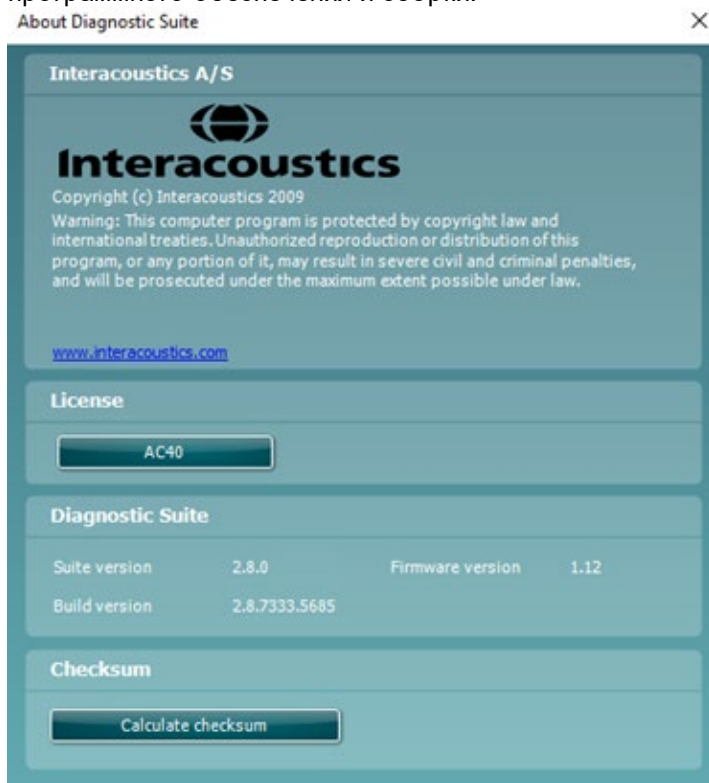 About Diagnostic Suite
Interacoustics A/S
Interacoustics
Copyright (c) Interacoustics 2009
Warning: This computer program is protected by copyright law and
international treaties. Unauthorized reproduction or distribution of this
program, or any portion of it, may result in severe civil and criminal penalties,
and will be prosecuted under the maximum extent possible under law.
www.interacoustics.com
License
AC40
Diagnostic Suite
Suite version 2.8.0 Firmware version 1.12
Build version 2.8.7333.5685
Checksum
Calculate checksum